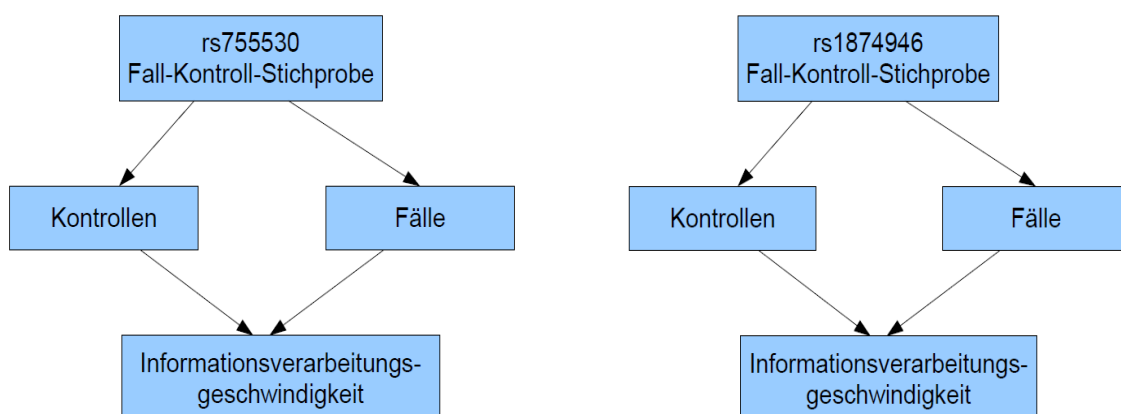 rs755530
Fall-Kontroll-Stichprobe
Kontrollen
Fälle
Informationsverarbeitungs-
geschwindigkeit
rs1874946
Fall-Kontroll-Stichprobe
Kontrollen
Fälle
Informationsverarbeitungs-
geschwindigkeit